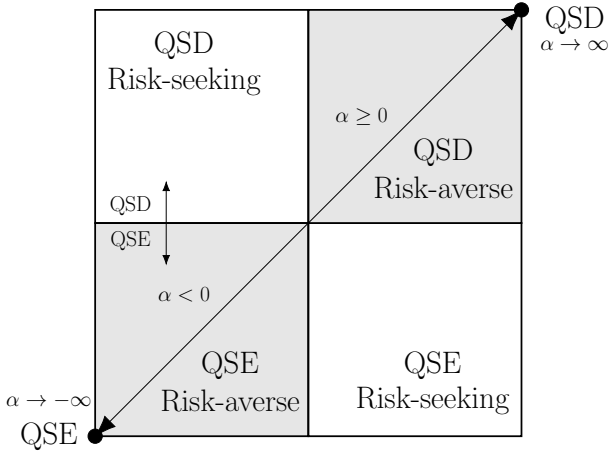 QSD
α → ∞
QSD
Risk-seeking
α ≥ 0
QSD
Risk-averse
QSD
QSE
α < 0
QSE
Risk-averse
QSE
Risk-seeking
α → −∞
QSE